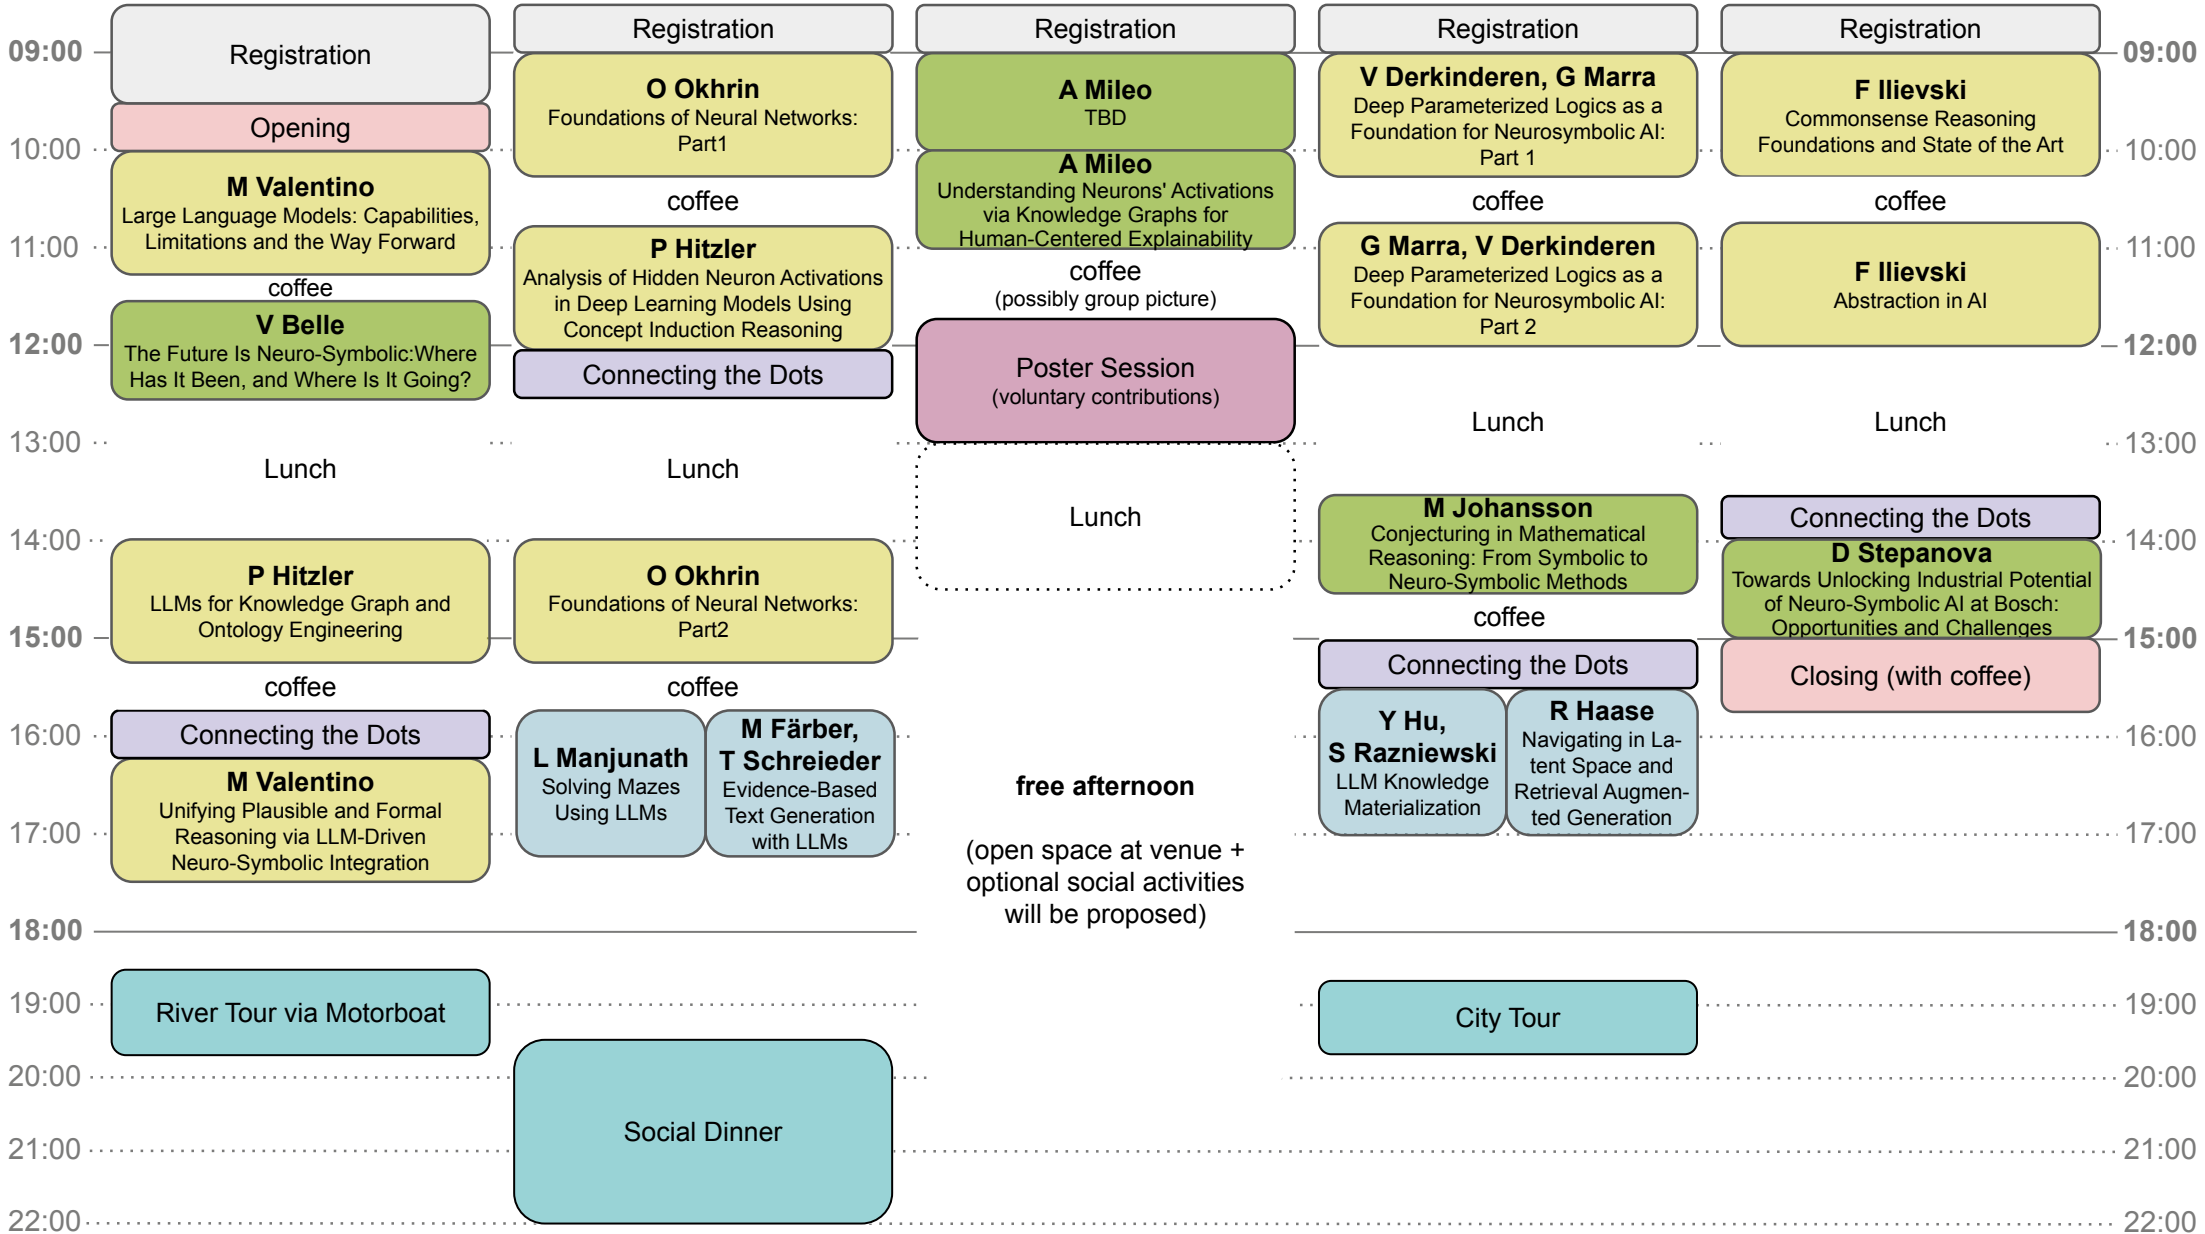 09:00
10:00
11:00
12:00
13:00
14:00
15:00
16:00
17:00
18:00
19:00
20:00
21:00
22:00
Registration
Opening
M Valentino
Large Language Models: Capabilities,
Limitations and the Way Forward
coffee
V Belle
The Future Is Neuro-Symbolic:Where
Has It Been, and Where Is It Going?
Lunch
P Hitzler
LLMs for Knowledge Graph and
Ontology Engineering
coffee
Connecting the Dots
M Valentino
Unifying Plausible and Formal
Reasoning via LLM-Driven
Neuro-Symbolic Integration
River Tour via Motorboat
Registration
O Okhrin
Foundations of Neural Networks:
Part1
coffee
P Hitzler
Analysis of Hidden Neuron Activations
in Deep Learning Models Using
Concept Induction Reasoning
Connecting the Dots
Lunch
O Okhrin
Foundations of Neural Networks:
Part2
coffee
L Manjunath
Solving Mazes
Using LLMs
M Färber,
T Schreieder
Evidence-Based
Text Generation
with LLMs
Social Dinner
Registration
A Mileo
TBD
A Mileo
Understanding Neurons' Activations
via Knowledge Graphs for
Human-Centered Explainability
coffee
(possibly group picture)
Poster Session
(voluntary contributions)
Lunch
free afternoon
(open space at venue +
optional social activities
will be proposed)
Registration
V Derkinderen, G Marra
Deep Parameterized Logics as a
Foundation for Neurosymbolic AI:
Part 1
coffee
G Marra, V Derkinderen
Deep Parameterized Logics as a
Foundation for Neurosymbolic AI:
Part 2
Lunch
M Johansson
Conjecturing in Mathematical
Reasoning: From Symbolic to
Neuro-Symbolic Methods
coffee
Connecting the Dots
Y Hu,
S Razniewski
LLM Knowledge
Materialization
R Haase
Navigating in La-
tent Space and
Retrieval Augmen-
ted Generation
City Tour
Registration
F Ilievski
Commonsense Reasoning
Foundations and State of the Art
coffee
F Ilievski
Abstraction in AI
Lunch
Connecting the Dots
D Stepanova
Towards Unlocking Industrial Potential
of Neuro-Symbolic AI at Bosch:
Opportunities and Challenges
Closing (with coffee)
09:00
10:00
11:00
12:00
13:00
14:00
15:00
16:00
17:00
18:00
19:00
20:00
21:00
22:00